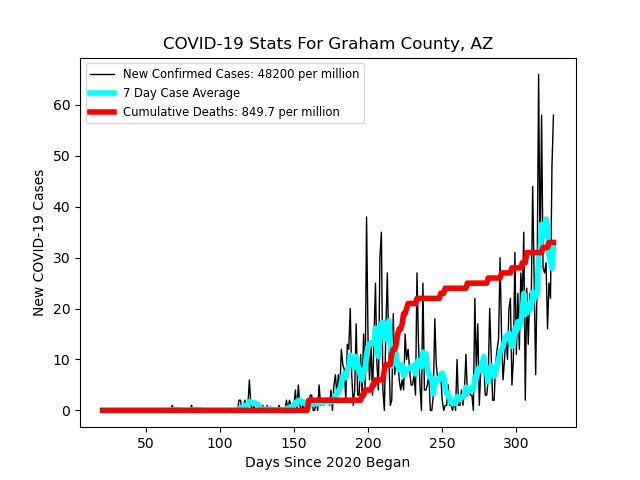 COVID-19 Stats For Graham County, AZ
New Confirmed Cases: 48200 per million
7 Day Case Average
Cumulative Deaths: 849.7 per million
New COVID-19 Cases
60
50
40
30
20
10
0
50 100 150 200 250 300
Days Since 2020 Began